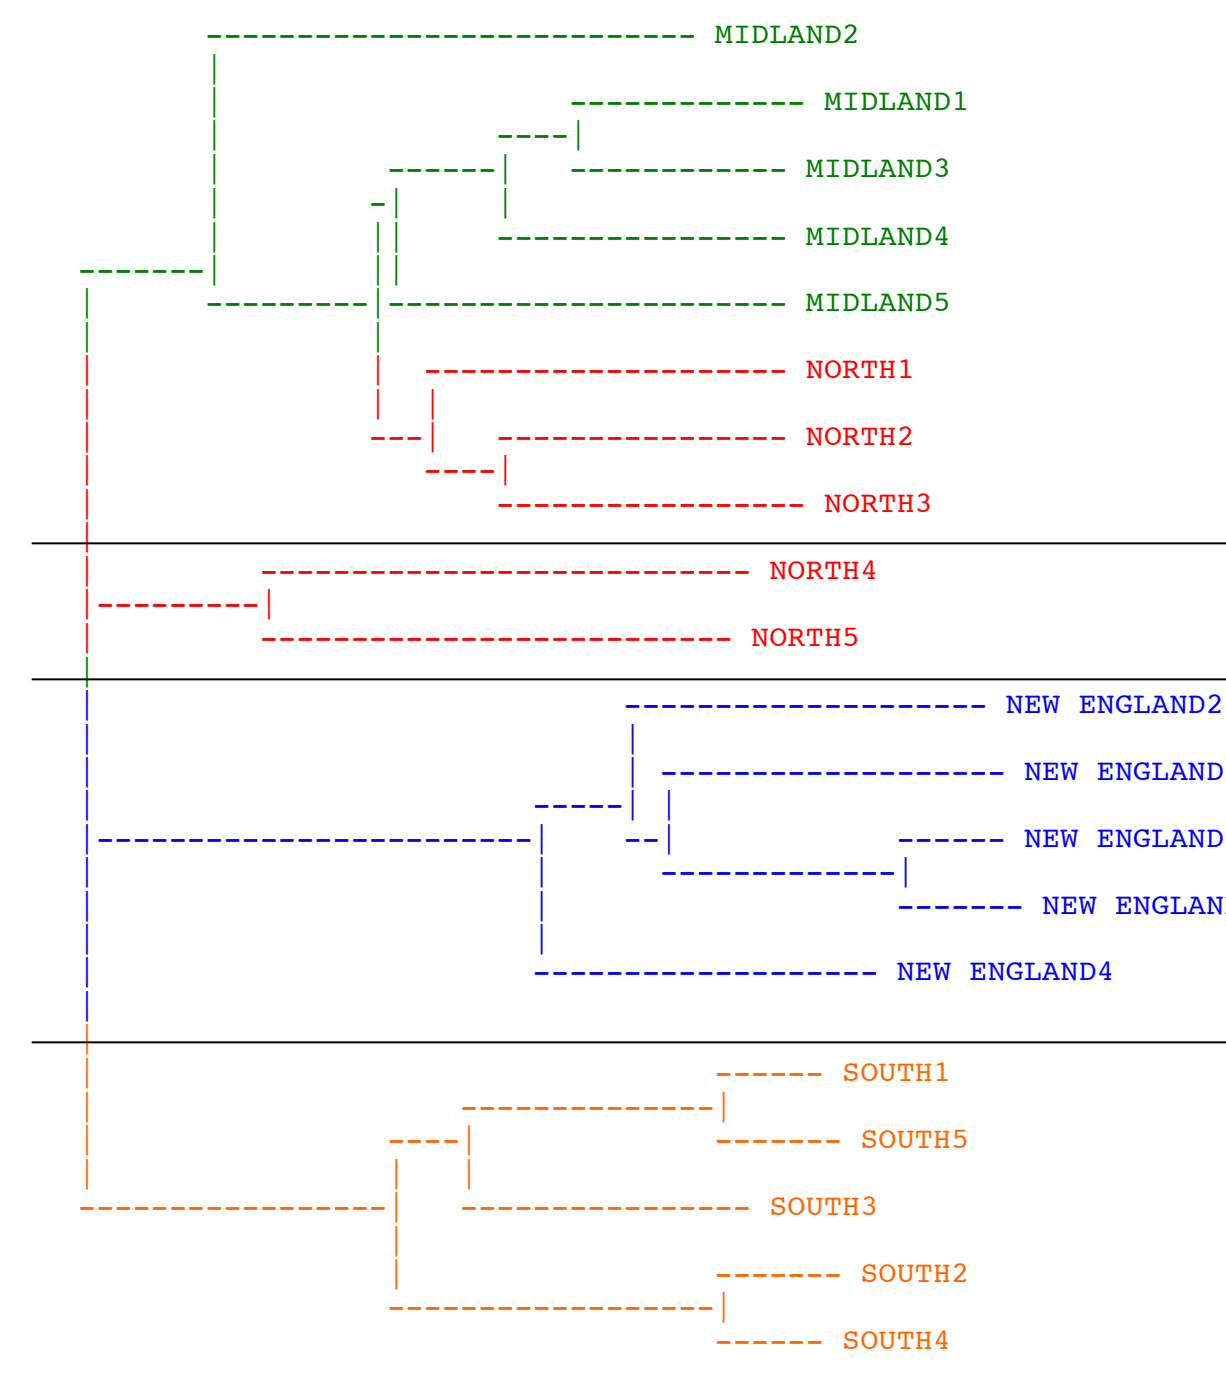 MIDLAND2
MIDLAND1
MIDLAND3
MIDLAND4
MIDLAND5
NORTH1
NORTH2
NORTH3
NORTH4
NORTH5
NEW ENGLAND2
NEW ENGLAND
NEW ENGLAND
NEW
NEW ENGLAND4
SOUTH1
SOUTH5
SOUTH3
SOUTH2
SOUTH4